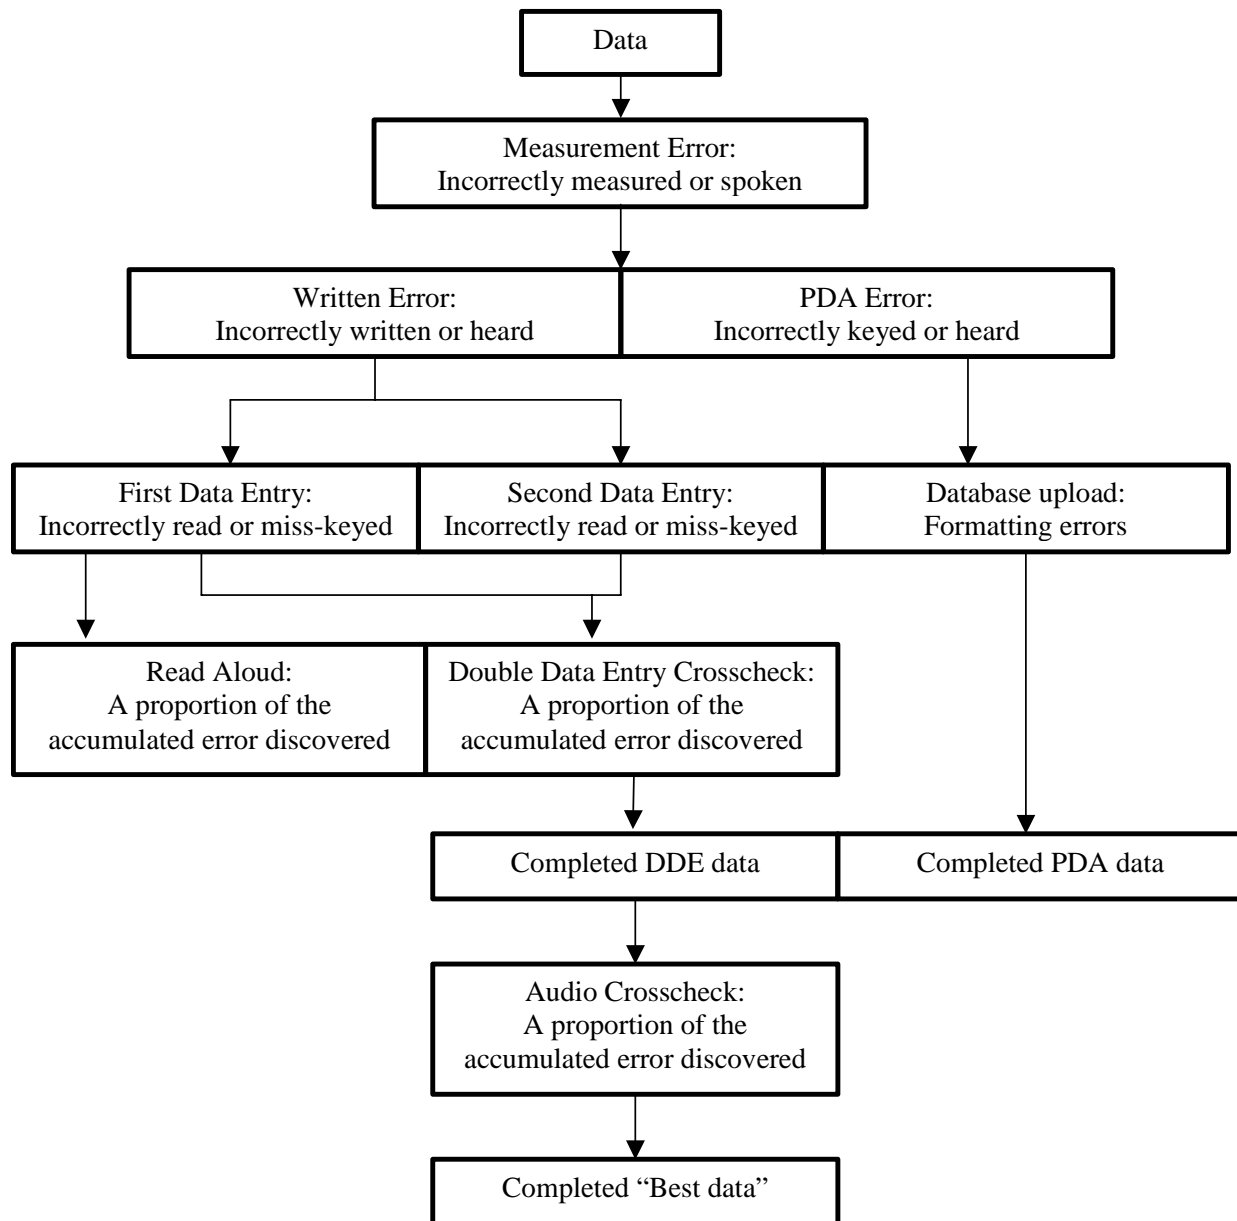 Data
Measurement Error:
Incorrectly measured or spoken
Written Error:
Incorrectly written or heard
PDA Error:
Incorrectly keyed or heard
First Data Entry:
Incorrectly read or miss-keyed
Second Data Entry:
Incorrectly read or miss-keyed
Database upload:
Formatting errors
Read Aloud:
A proportion of the
accumulated error discovered
Double Data Entry Crosscheck:
A proportion of the
accumulated error discovered
Completed DDE data
Completed PDA data
Audio Crosscheck:
A proportion of the
accumulated error discovered
Completed “Best data”